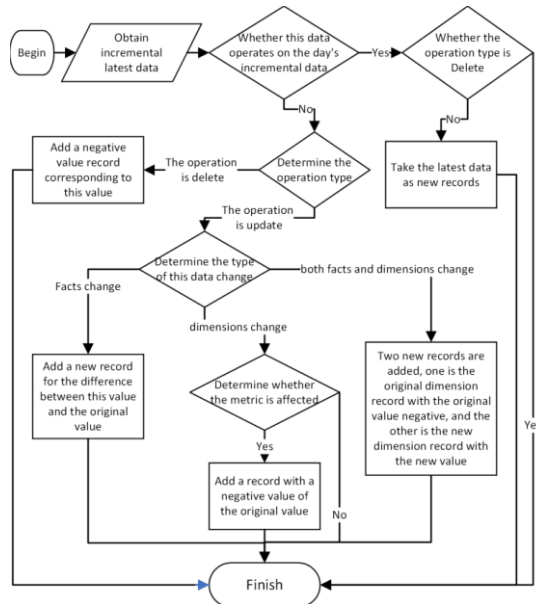 Begin
Obtain
incremental
latest data
Whether this data
operates on the day's
incremental data
Yes
Whether the
operation type is
Delete
No
No
Add a negative
value record
corresponding to
this value
The operation
is delete
Determine the
operation type
Take the latest data
as new records
The operation
is update
Determine the type
of this data change
both facts and dimensions change
Facts change
dimensions change
Add a new record
for the difference
between this value
and the original
value
Determine whether
the metric is affected
Two new records are
added, one is the
original dimension
record with the original
value negative, and the
other is the new
dimension record with
the new value
Ye
Yes
Add a record with a
negative value of
the original value
No
Finish